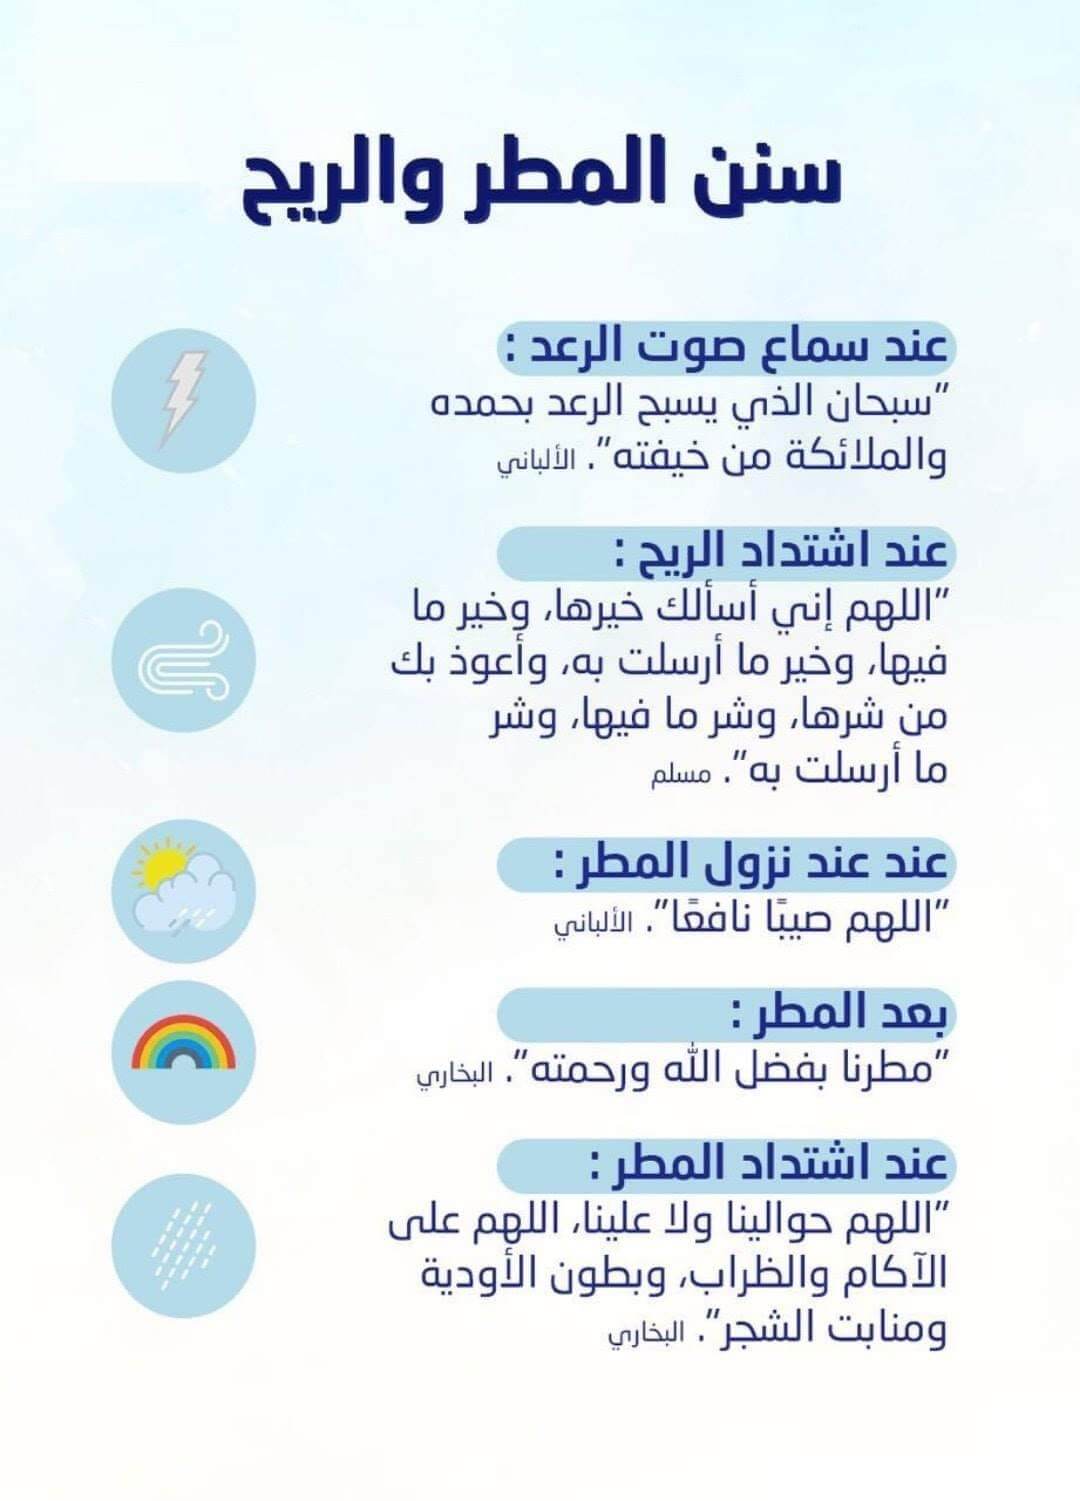 سنن المطر والريح
عند سماع صوت الرعد :
"سبحان الذي يسبح الرعد بحمده
والملائكة من خيفته". الألباني
عند اشتداد الريح :
"اللهم إني أسألك خيرها، وخير ما
فيها، وخير ما أرسلت به، وأعوذ بك
من شرها، وشر ما فيها، وشر
ما أرسلت به". مسلم
عند عند نزول المطر :
"اللهم صيبًا نافعًا". الألباني
بعد المطر :
"مطرنا بفضل الله ورحمته". البخاري
عند اشتداد المطر :
"اللهم حوالينا ولا علينا، اللهم على
الآكام والظراب، وبطون الأودية
ومنابت الشجر". البخاري